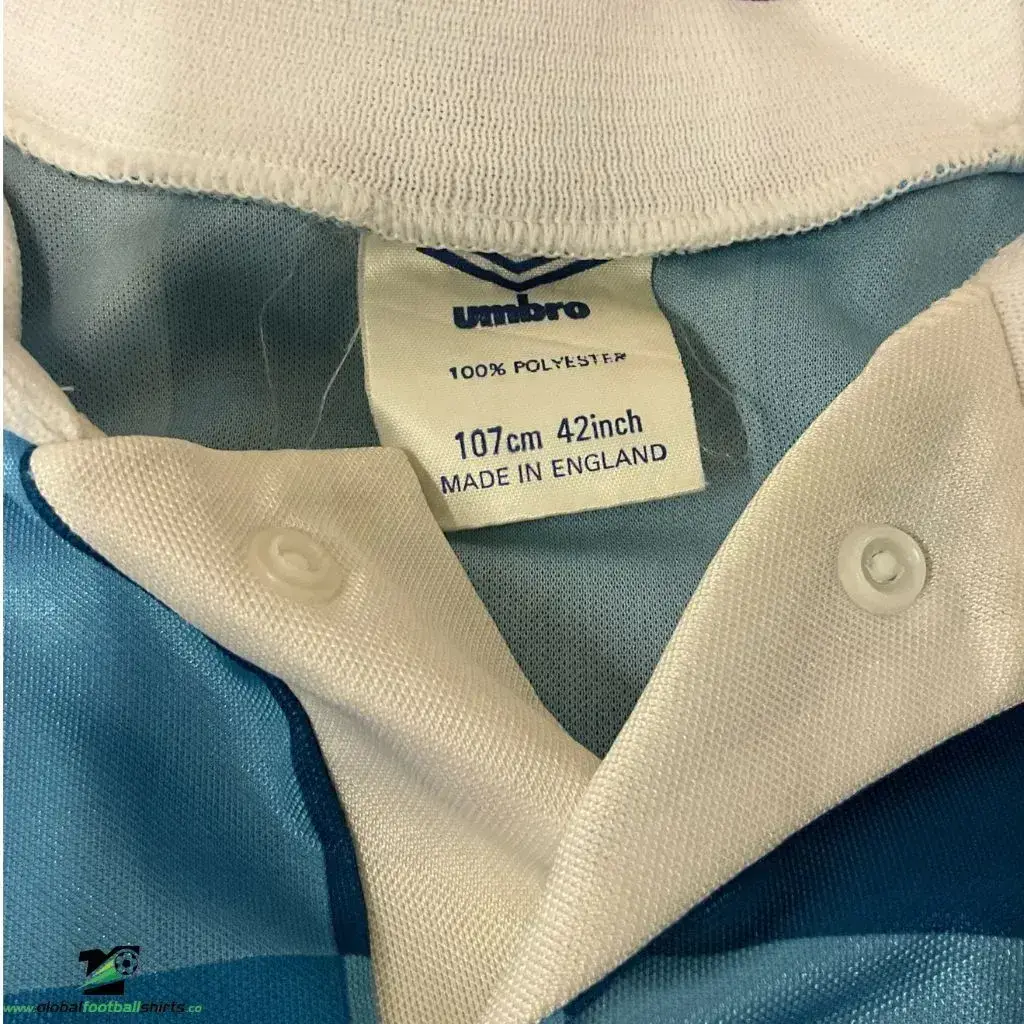 umbro
100% POLYESTER
107cm 42inch
MADE IN ENGLAND
www.globalfootballshirts.co